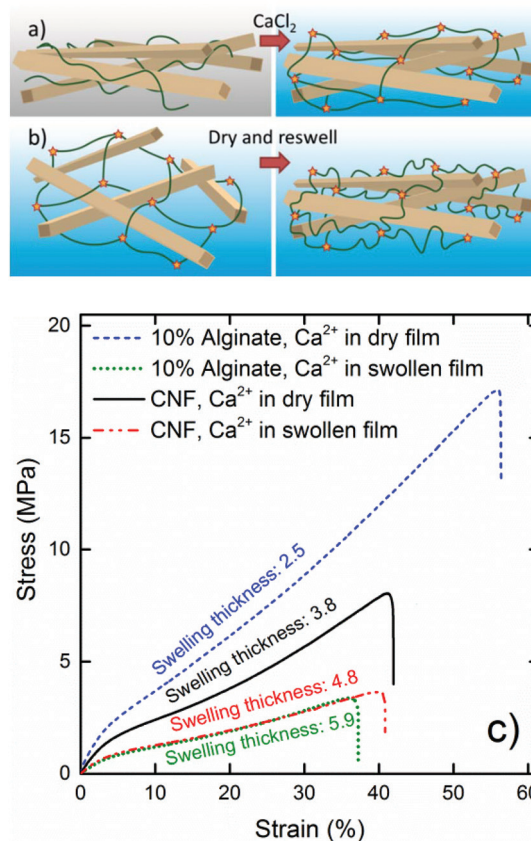 a)
CaCl₂
b)
Dry and reswell
20
15
10
5
0
Stress (MPa)
10% Alginate, Ca²⁺ in dry film
10% Alginate, Ca²⁺ in swollen film
CNF, Ca²⁺ in dry film
CNF, Ca²⁺ in swollen film
Swelling thickness: 2.5
Swelling thickness: 3.8
Swelling thickness: 4.8
Swelling thickness: 5.9
c)
0 10 20 30 40 50 60
Strain (%)